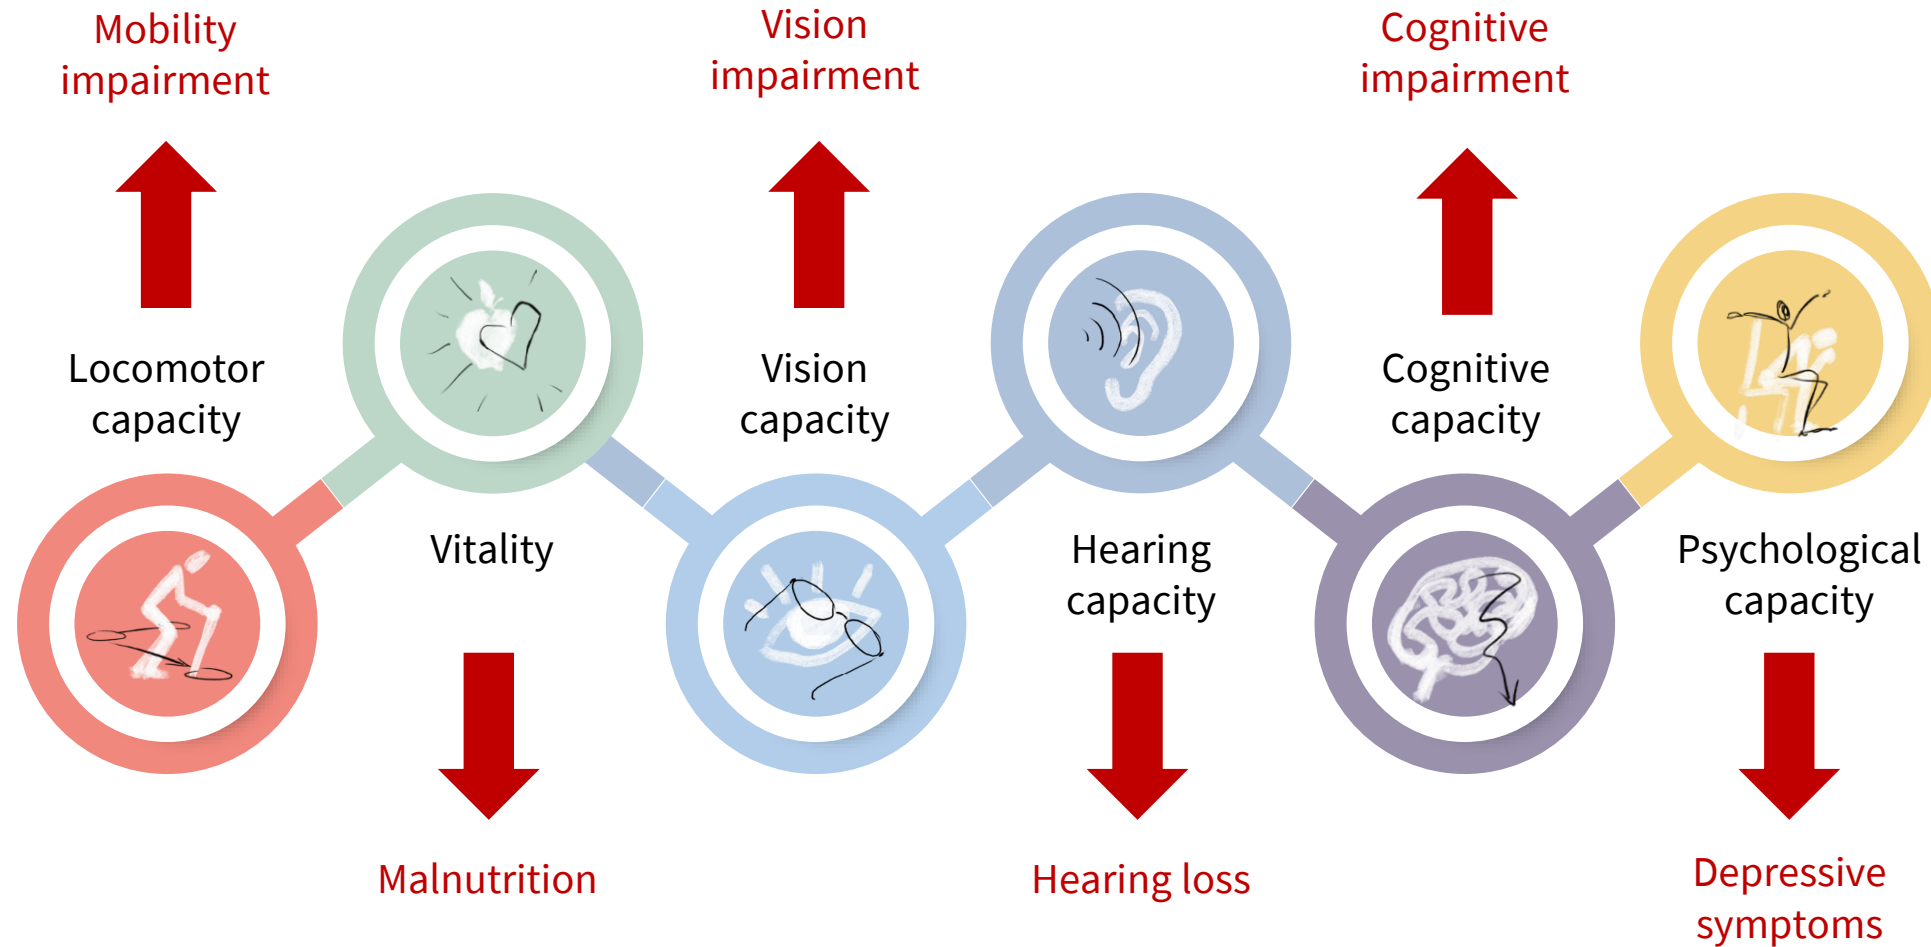 Mobility
impairment
Vision
impairment
Cognitive
impairment
Locomotor
capacity
Vision
capacity
Cognitive
capacity
Vitality
Hearing
capacity
Psychological
capacity
Malnutrition
Hearing loss
Depressive
symptoms